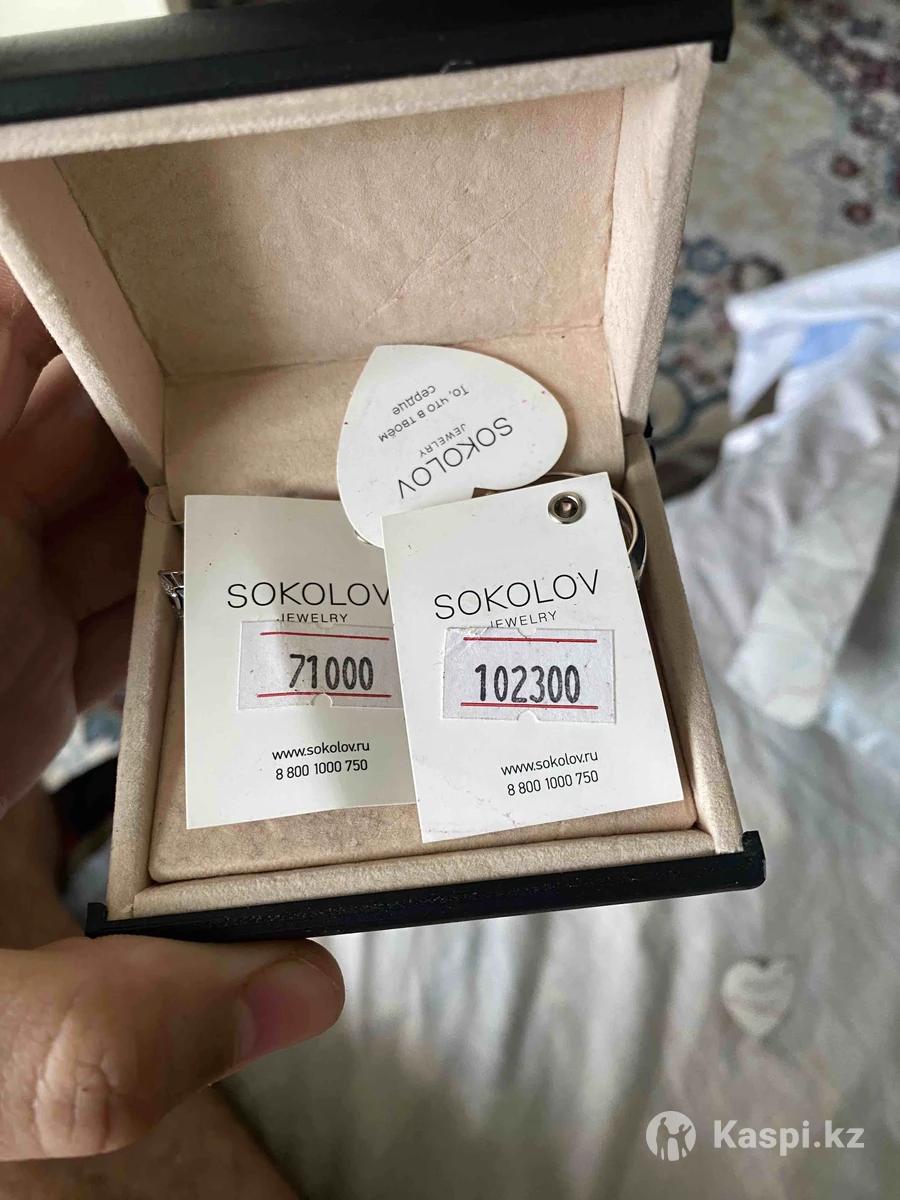 То, что в твоём
сердце
SOKOLOV
JEWELRY
SOKOLOV
JEWELRY
71000
www.sokolov.ru
8 800 1000 750
SOKOLOV
JEWELRY
102300
www.sokolov.ru
8 800 1000 750
Kaspi.kz